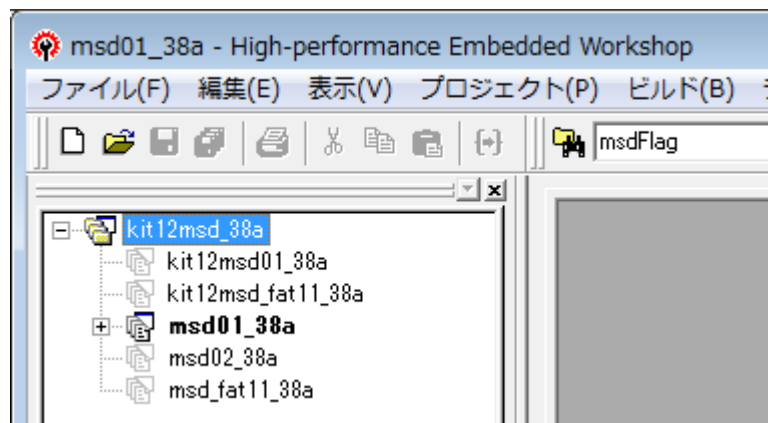 msd01_38a - High-performance Embedded Workshop
ファイル(F) 編集(E) 表示(V) プロジェクト(P) ビルド(B)
msdFlag
kit12msd_38a
kit12msd01_38a
kit12msd_fat11_38a
msd01_38a
msd02_38a
msd_fat11_38a